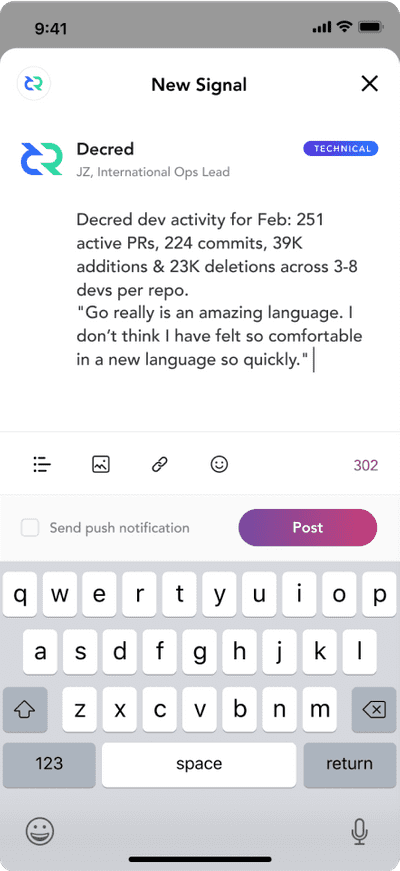 9:41
New Signal
Decred
TECHNICAL
JZ, International Ops Lead
Decred dev activity for Feb: 251
active PRs, 224 commits, 39K
additions & 23K deletions across 3-8
devs per repo.
"Go really is an amazing language. I
don’t think I have felt so comfortable
in a new language so quickly."
302
Send push notification
Post
q w e r t y u i o p
a s d f g h j k l
z x c v b n m
123 space return